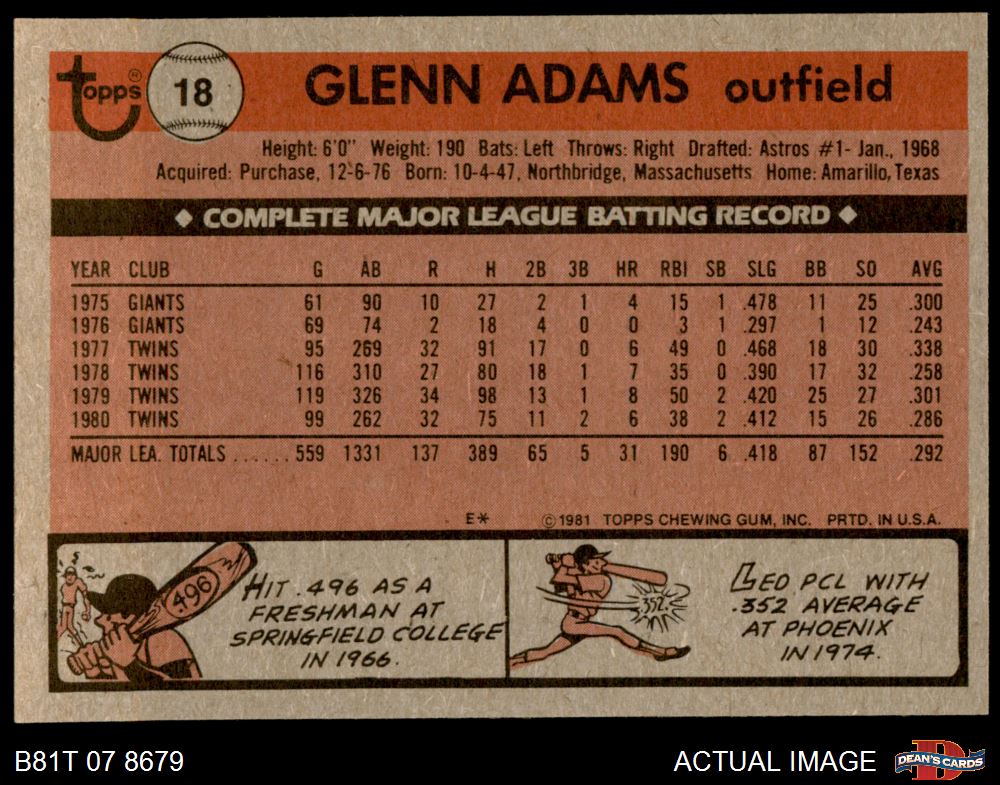 Topps® 18 GLENN ADAMS outfield
Height: 6'0" Weight: 190 Bats: Left Throws: Right Drafted: Astros #1- Jan., 1968
Acquired: Purchase, 12-6-76 Born: 10-4-47, Northbridge, Massachusetts Home: Amarillo, Texas
◆ COMPLETE MAJOR LEAGUE BATTING RECORD ◆
YEAR CLUB G AB R H 2B 3B HR RBI SB SLG BB SO AVG
1975 GIANTS 61 90 10 27 2 1 4 15 1 .478 11 25 .300
1976 GIANTS 69 74 2 18 4 0 0 3 1 .297 1 12 .243
1977 TWINS 95 269 32 91 17 0 6 49 0 .468 18 30 .338
1978 TWINS 116 310 27 80 18 1 7 35 0 .390 17 32 .258
1979 TWINS 119 326 34 98 13 1 8 50 2 .420 25 27 .301
1980 TWINS 99 262 32 75 11 2 6 38 2 .412 15 26 .286
MAJOR LEA. TOTALS ...... 559 1331 137 389 65 5 31 190 6 .418 87 152 .292
E* © 1981 TOPPS CHEWING GUM, INC. PRTD. IN U.S.A.
496
HIT .496 AS A
FRESHMAN AT
SPRINGFIELD COLLEGE
IN 1966.
.352
LED PCL WITH
.352 AVERAGE
AT PHOENIX
IN 1974.
B81T 07 8679 ACTUAL IMAGE D DEAN'S CARDS